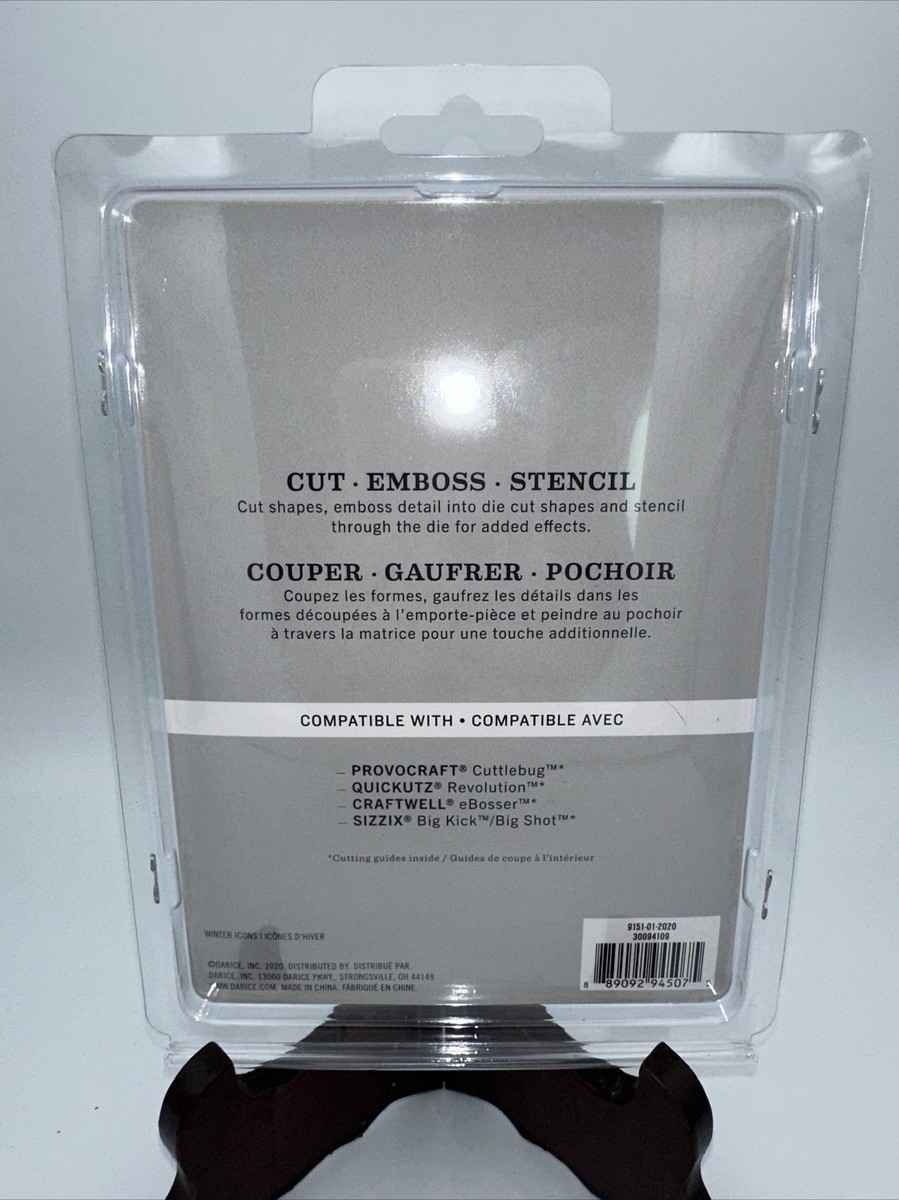 CUT · EMBOSS · STENCIL
Cut shapes, emboss detail into die cut shapes and stencil
through the die for added effects.
COUPER · GAUFRER · POCHOIR
Coupez les formes, gaufrez les détails dans les
formes découpées à l'emporte-pièce et peindre au pochoir
à travers la matrice pour une touche additionnelle.
COMPATIBLE WITH • COMPATIBLE AVEC
– PROVOCRAFT® Cuttlebug™*
– QUICKUTZ® Revolution™*
– CRAFTWELL® eBosser™*
– SIZZIX® Big Kick™/Big Shot™*
*Cutting guides inside / Guides de coupe à l'intérieur
WINTER ICONS | ICÔNES D'HIVER
©DARICE, INC. 2020. DISTRIBUTED BY. DISTRIBUÉ PAR.
DARICE, INC. 13000 DARICE PKWY., STRONGSVILLE, OH 44149
WWW.DARICE.COM. MADE IN CHINA. FABRIQUÉ EN CHINE.
9151-01-2020
30094109
8 89092 94507